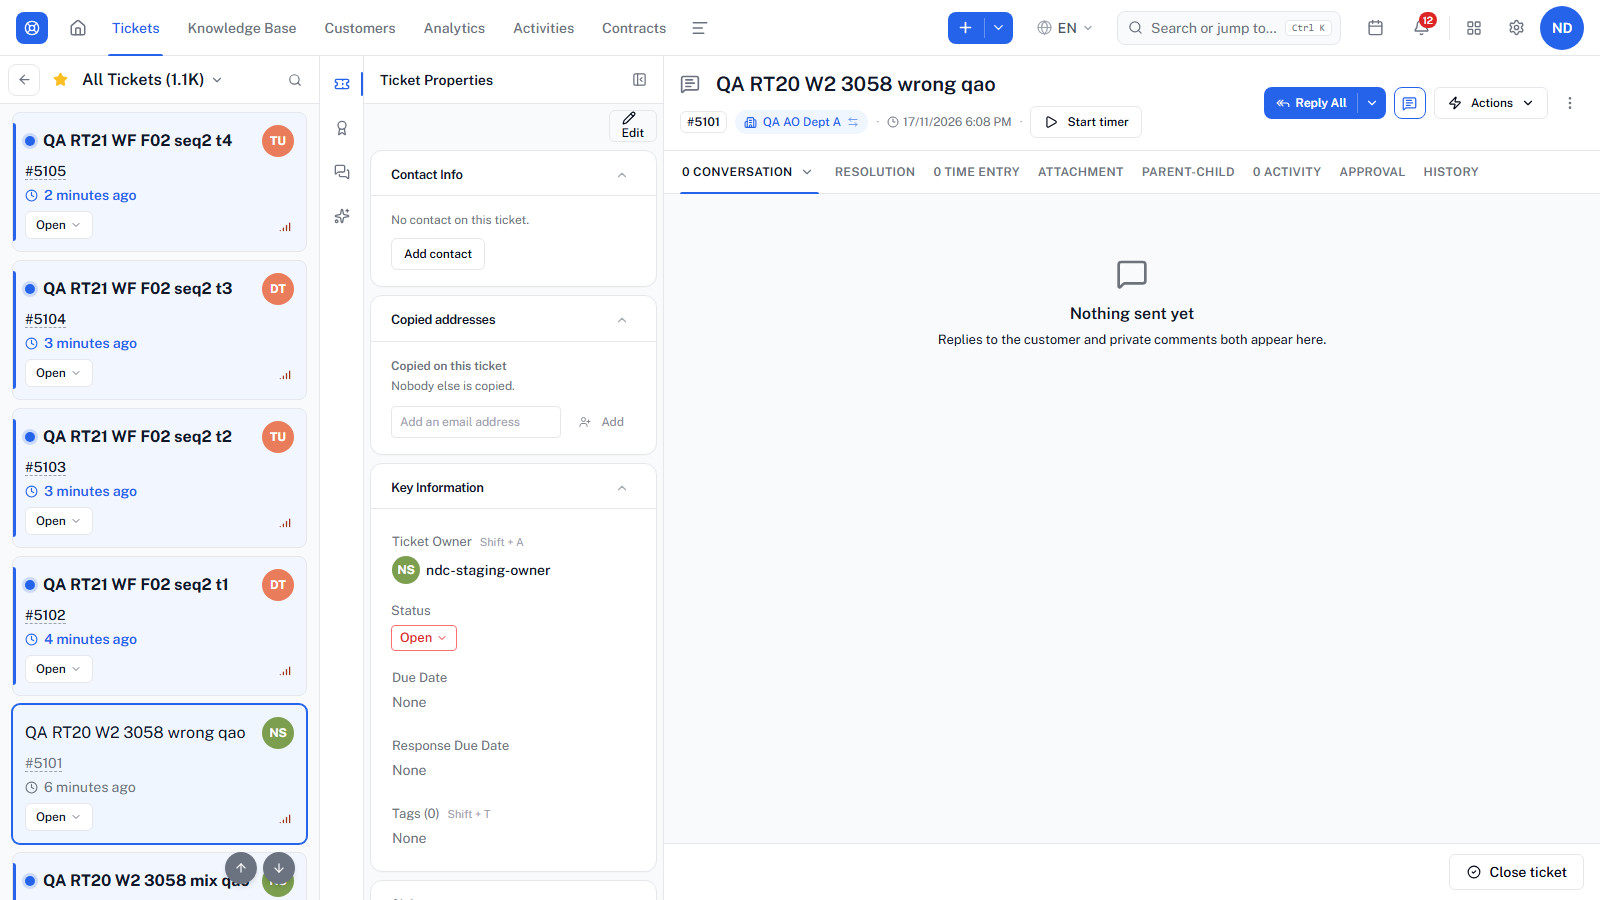 Tickets
Knowledge Base
Customers
Analytics
Activities
Contracts
EN
Search or jump to...
Ctrl K
12
ND
All Tickets (1.1K)
QA RT21 WF F02 seq2 t4
TU
#5105
2 minutes ago
Open
QA RT21 WF F02 seq2 t3
DT
#5104
3 minutes ago
Open
QA RT21 WF F02 seq2 t2
TU
#5103
3 minutes ago
Open
QA RT21 WF F02 seq2 t1
DT
#5102
4 minutes ago
Open
QA RT20 W2 3058 wrong qao
NS
#5101
6 minutes ago
Open
QA RT20 W2 3058 mix
Ticket Properties
Edit
Contact Info
No contact on this ticket.
Add contact
Copied addresses
Copied on this ticket
Nobody else is copied.
Add an email address
Add
Key Information
Ticket Owner Shift + A
NS ndc-staging-owner
Status
Open
Due Date
None
Response Due Date
None
Tags (0) Shift + T
None
QA RT20 W2 3058 wrong qao
#5101
QA AO Dept A
· 17/11/2026 6:08 PM ·
Start timer
Reply All
Actions
0 CONVERSATION
RESOLUTION
0 TIME ENTRY
ATTACHMENT
PARENT-CHILD
0 ACTIVITY
APPROVAL
HISTORY
Nothing sent yet
Replies to the customer and private comments both appear here.
Close ticket